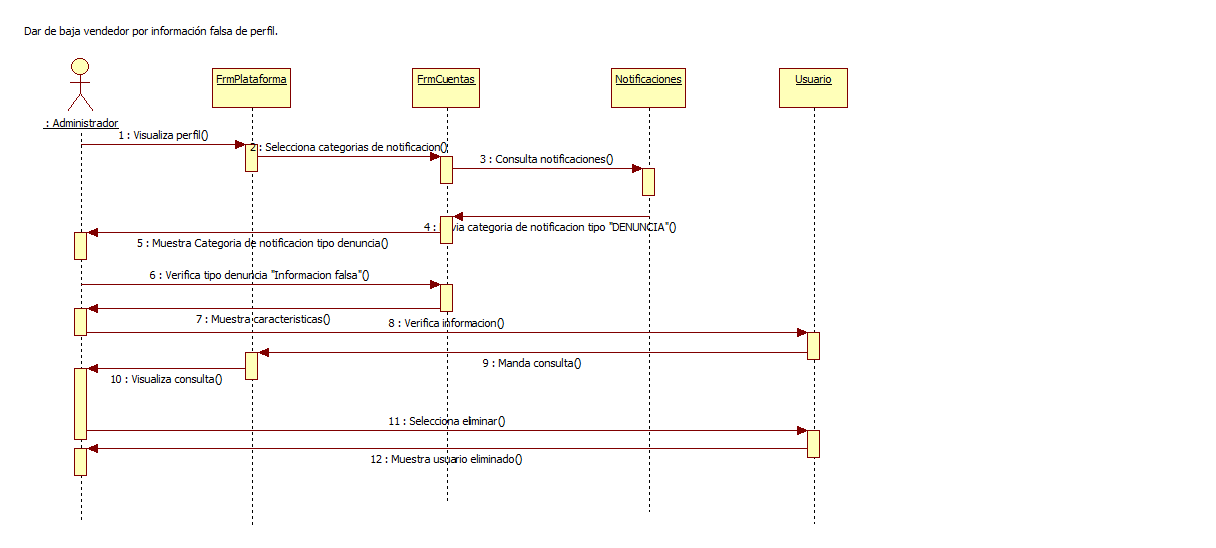 Dar de baja vendedor por información falsa de perfil.
FrmPlataforma
FrmCuentas
Notificaciones
Usuario
: Administrador
1 : Visualiza perfil()
2 : Selecciona categorias de notificacion()
3 : Consulta notificaciones()
4 : via categoria de notificacion tipo "DENUNCIA"()
5 : Muestra Categoria de notificacion tipo denuncia()
6 : Verifica tipo denuncia "Informacion falsa"()
7 : Muestra caracteristicas()
8 : Verifica informacion()
9 : Manda consulta()
10 : Visualiza consulta()
11 : Selecciona eliminar()
12 : Muestra usuario eliminado()